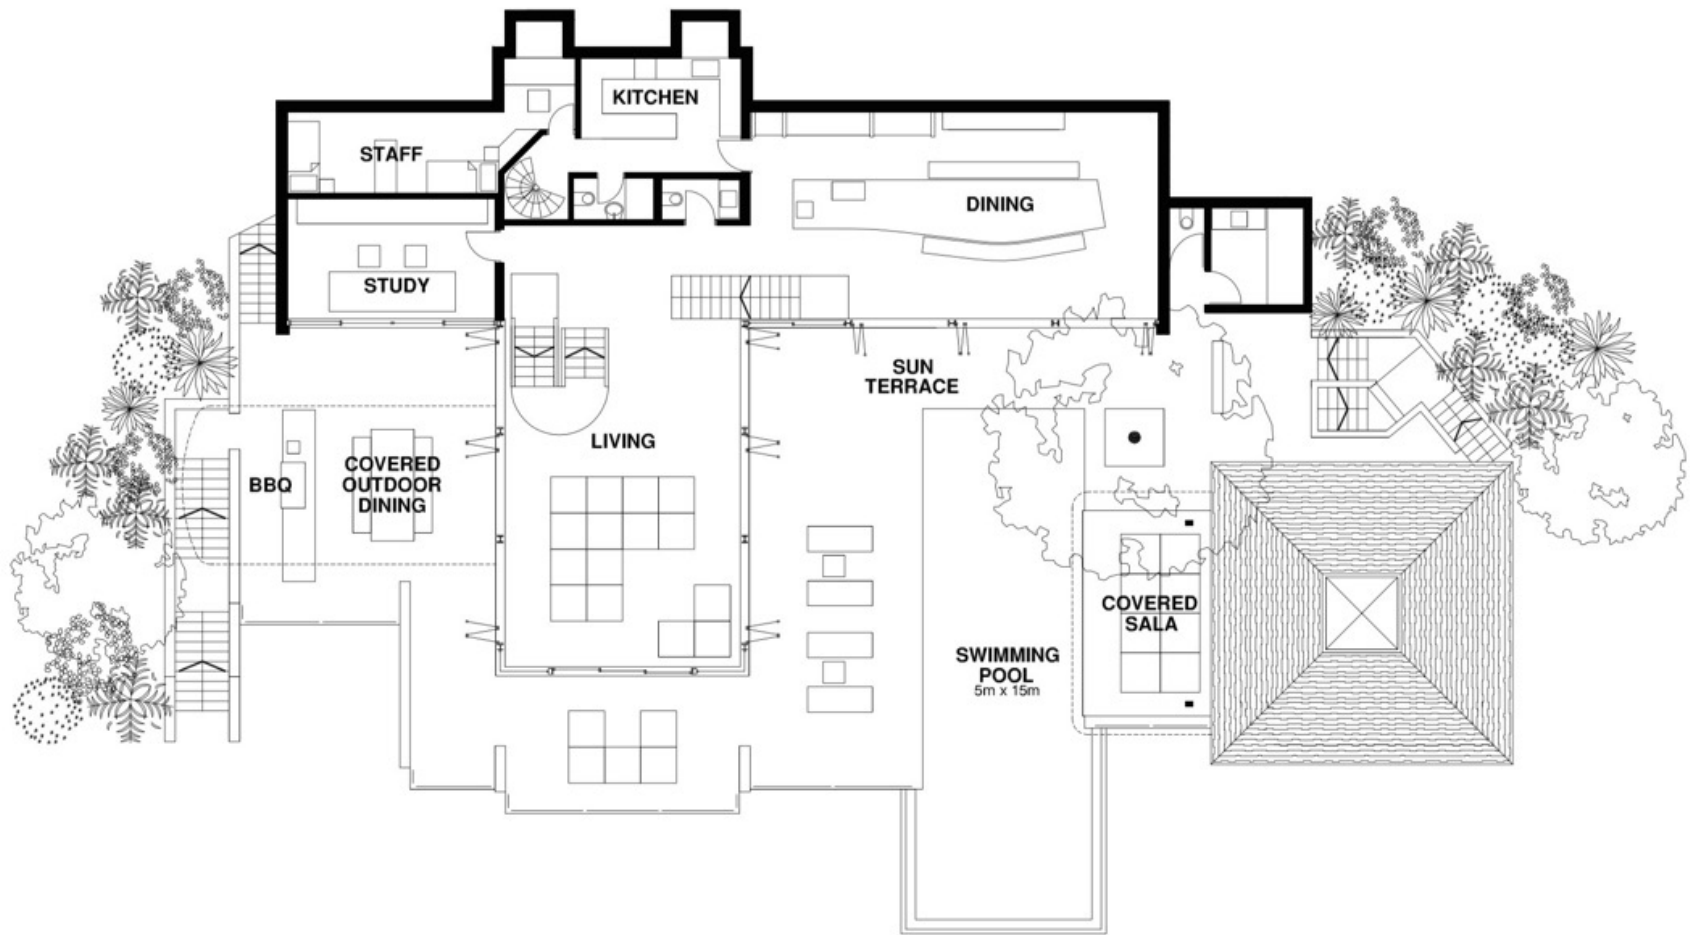 KITCHEN
STAFF
DINING
STUDY
SUN
TERRACE
LIVING
BBQ
COVERED
OUTDOOR
DINING
COVERED
SALA
SWIMMING
POOL
5m x 15m